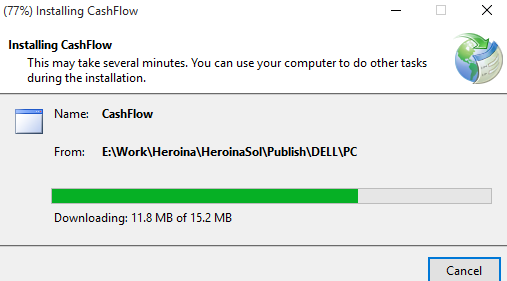 (77%) Installing CashFlow
Installing CashFlow
This may take several minutes. You can use your computer to do other tasks
during the installation.
Name: CashFlow
From: E:\Work\Heroina\HeroinaSol\Publish\DELL\PC
Downloading: 11.8 MB of 15.2 MB
Cancel